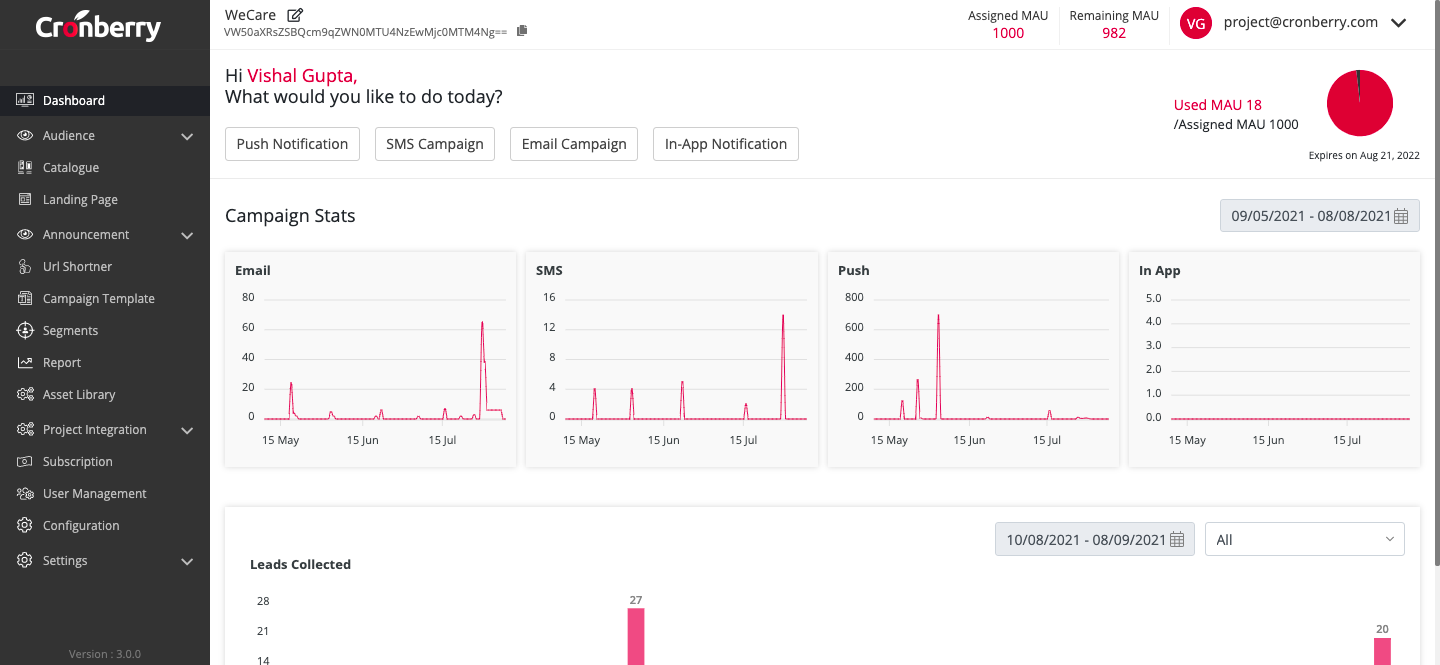 Cronberry
Dashboard
Audience
Catalogue
Landing Page
Announcement
Url Shortner
Campaign Template
Segments
Report
Asset Library
Project Integration
Subscription
User Management
Configuration
Settings
Version : 3.0.0
WeCare
VW50aXRsZSBQcm9qZWN0MTU4NzEwMjc0MTM4Ng==
Assigned MAU
1000
Remaining MAU
982
VG
project@cronberry.com
Hi Vishal Gupta,
What would you like to do today?
Push Notification
SMS Campaign
Email Campaign
In-App Notification
Used MAU 18
/Assigned MAU 1000
Expires on Aug 21, 2022
Campaign Stats
09/05/2021 - 08/08/2021
Email
80
60
40
20
0
15 May 15 Jun 15 Jul
SMS
16
12
8
4
0
15 May 15 Jun 15 Jul
Push
800
600
400
200
0
15 May 15 Jun 15 Jul
In App
5.0
4.0
3.0
2.0
1.0
0.0
15 May 15 Jun 15 Jul
10/08/2021 - 08/09/2021
All
Leads Collected
28
21
14
27
20